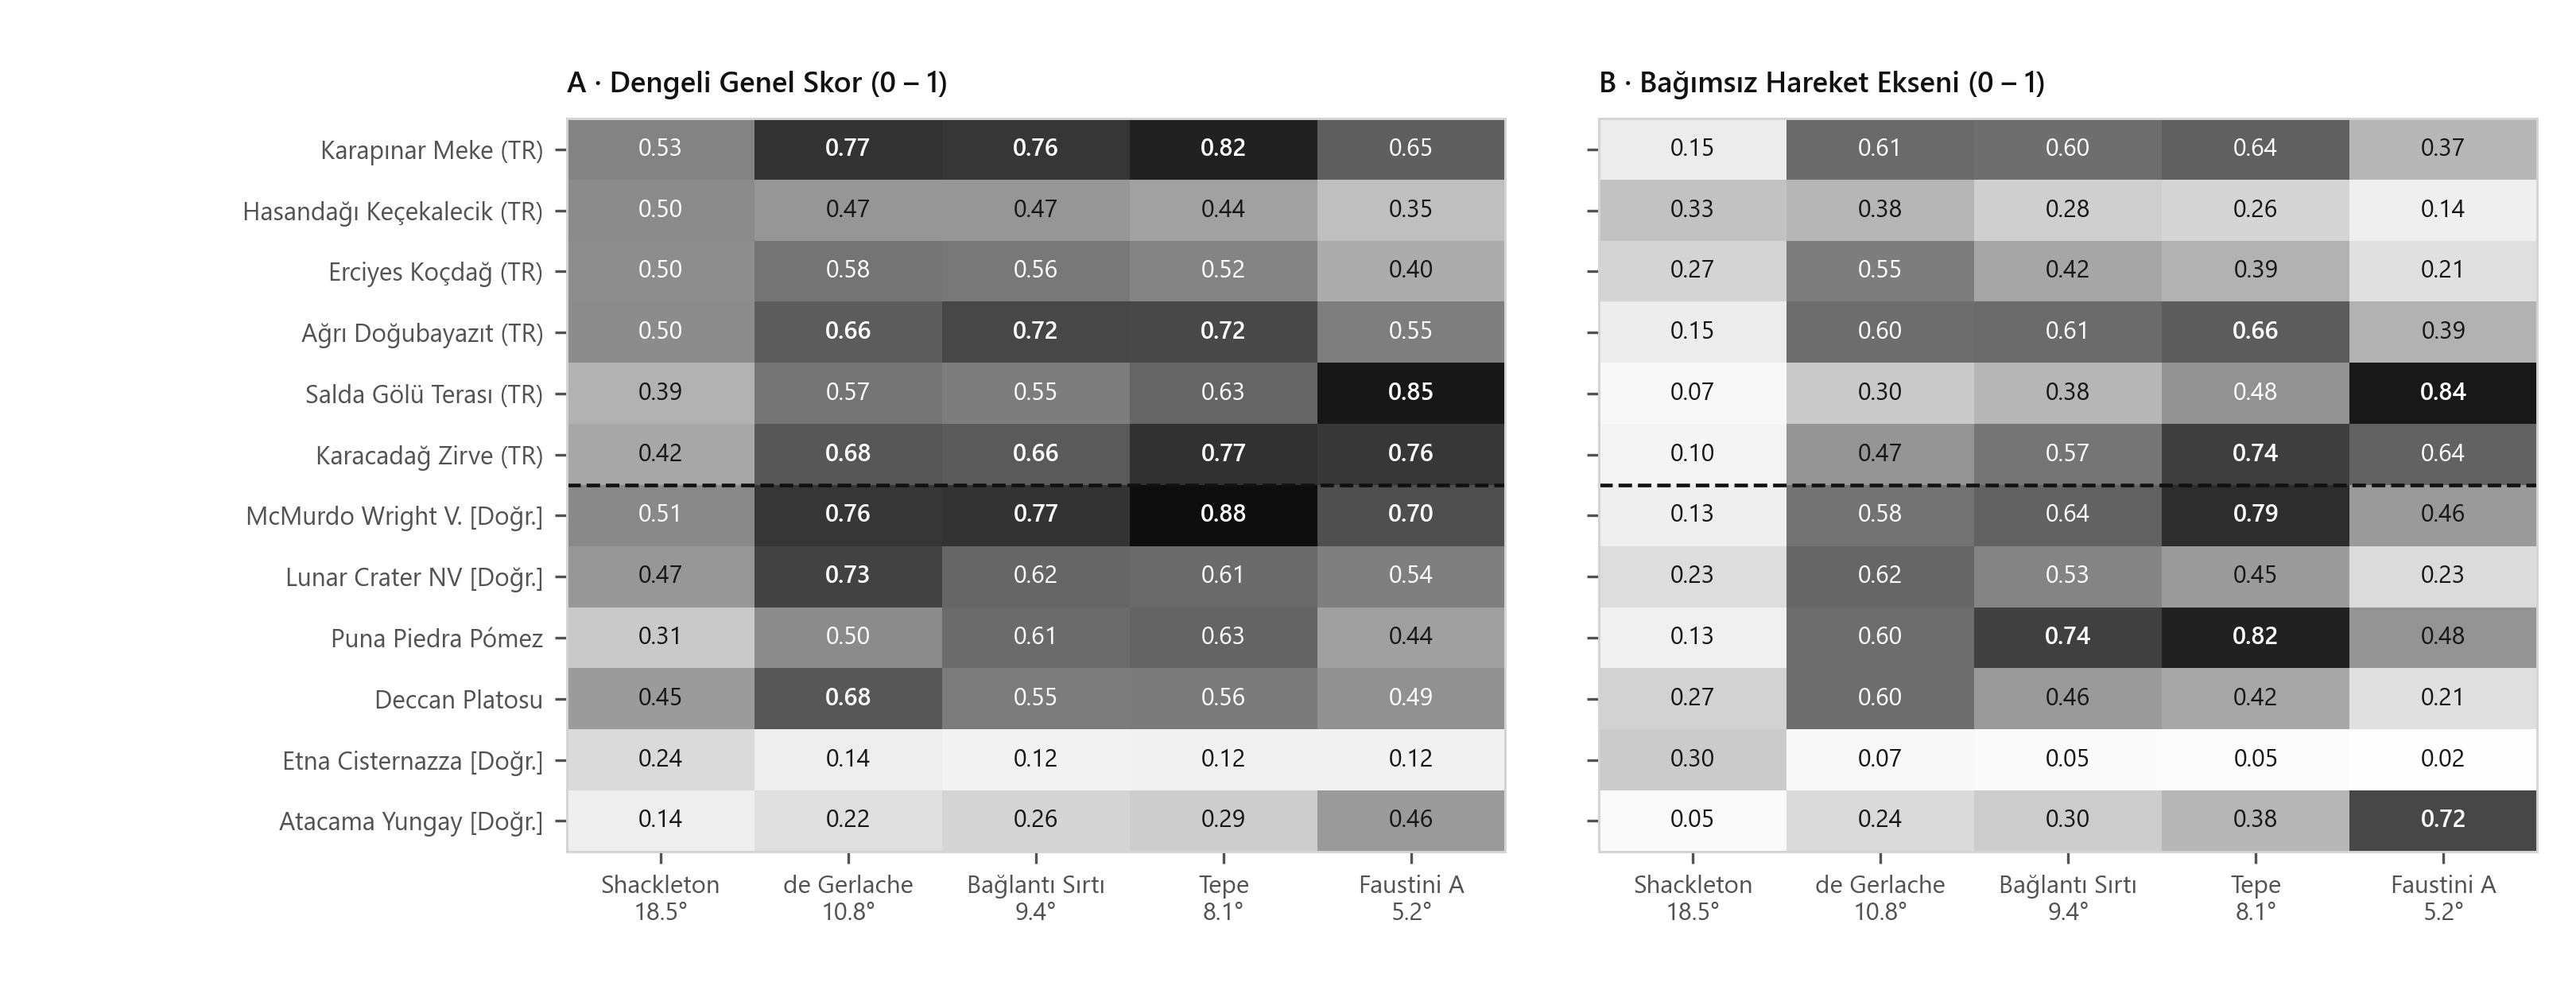 A · Dengeli Genel Skor (0 – 1)
B · Bağımsız Hareket Ekseni (0 – 1)
Karapınar Meke (TR) 0.53 0.77 0.76 0.82 0.65 0.15 0.61 0.60 0.64 0.37
Hasandağı Keçekalecik (TR) 0.50 0.47 0.47 0.44 0.35 0.33 0.38 0.28 0.26 0.14
Erciyes Koçdağ (TR) 0.50 0.58 0.56 0.52 0.40 0.27 0.55 0.42 0.39 0.21
Ağrı Doğubayazıt (TR) 0.50 0.66 0.72 0.72 0.55 0.15 0.60 0.61 0.66 0.39
Salda Gölü Terası (TR) 0.39 0.57 0.55 0.63 0.85 0.07 0.30 0.38 0.48 0.84
Karacadağ Zirve (TR) 0.42 0.68 0.66 0.77 0.76 0.10 0.47 0.57 0.74 0.64
McMurdo Wright V. [Doğr.] 0.51 0.76 0.77 0.88 0.70 0.13 0.58 0.64 0.79 0.46
Lunar Crater NV [Doğr.] 0.47 0.73 0.62 0.61 0.54 0.23 0.62 0.53 0.45 0.23
Puna Piedra Pómez 0.31 0.50 0.61 0.63 0.44 0.13 0.60 0.74 0.82 0.48
Deccan Platosu 0.45 0.68 0.55 0.56 0.49 0.27 0.60 0.46 0.42 0.21
Etna Cisternazza [Doğr.] 0.24 0.14 0.12 0.12 0.12 0.30 0.07 0.05 0.05 0.02
Atacama Yungay [Doğr.] 0.14 0.22 0.26 0.29 0.46 0.05 0.24 0.30 0.38 0.72
Shackleton de Gerlache Bağlantı Sırtı Tepe Faustini A Shackleton de Gerlache Bağlantı Sırtı Tepe Faustini A
18.5° 10.8° 9.4° 8.1° 5.2° 18.5° 10.8° 9.4° 8.1° 5.2°